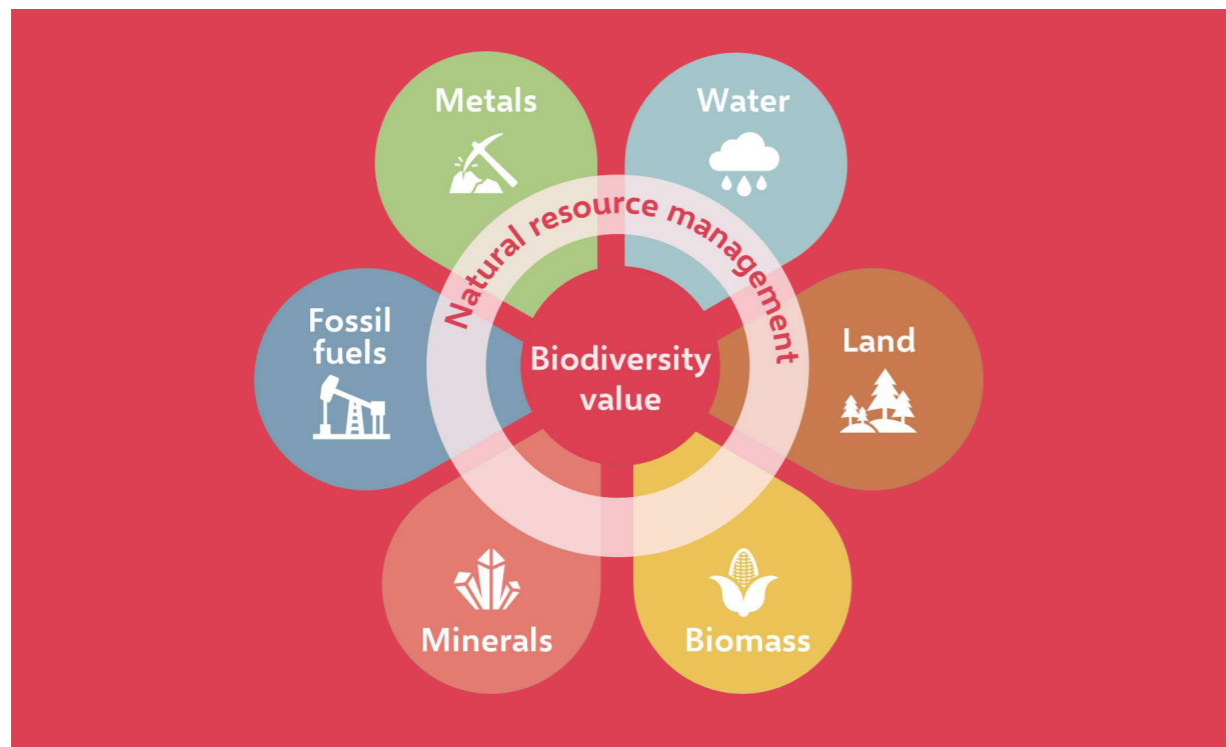 Metals
Water
Natural resource management
Fossil
fuels
Biodiversity
value
Land
Minerals
Biomass